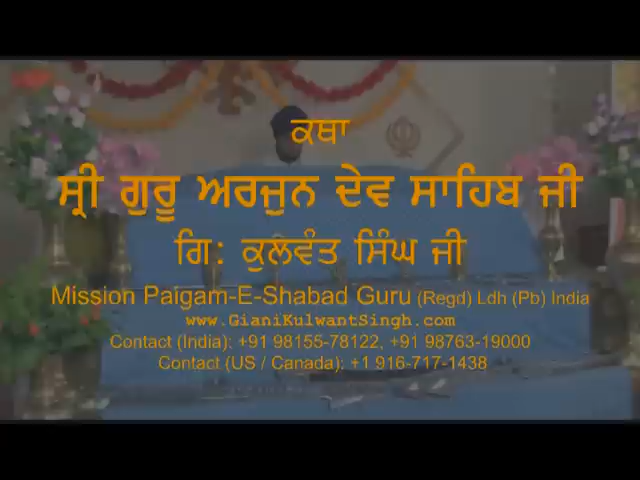 ਕਥਾ
ਸ੍ਰੀ ਗੁਰੂ ਅਰਜੁਨ ਦੇਵ ਸਾਹਿਬ ਜੀ
ਗਿ: ਕੁਲਵੰਤ ਸਿੰਘ ਜੀ
Mission Paigam-E-Shabad Guru (Regd) Ldh (Pb) India
www.GianiKulwantSingh.com
Contact (India): +91 98155-78122, +91 98763-19000
Contact (US / Canada): +1 916-717-1438